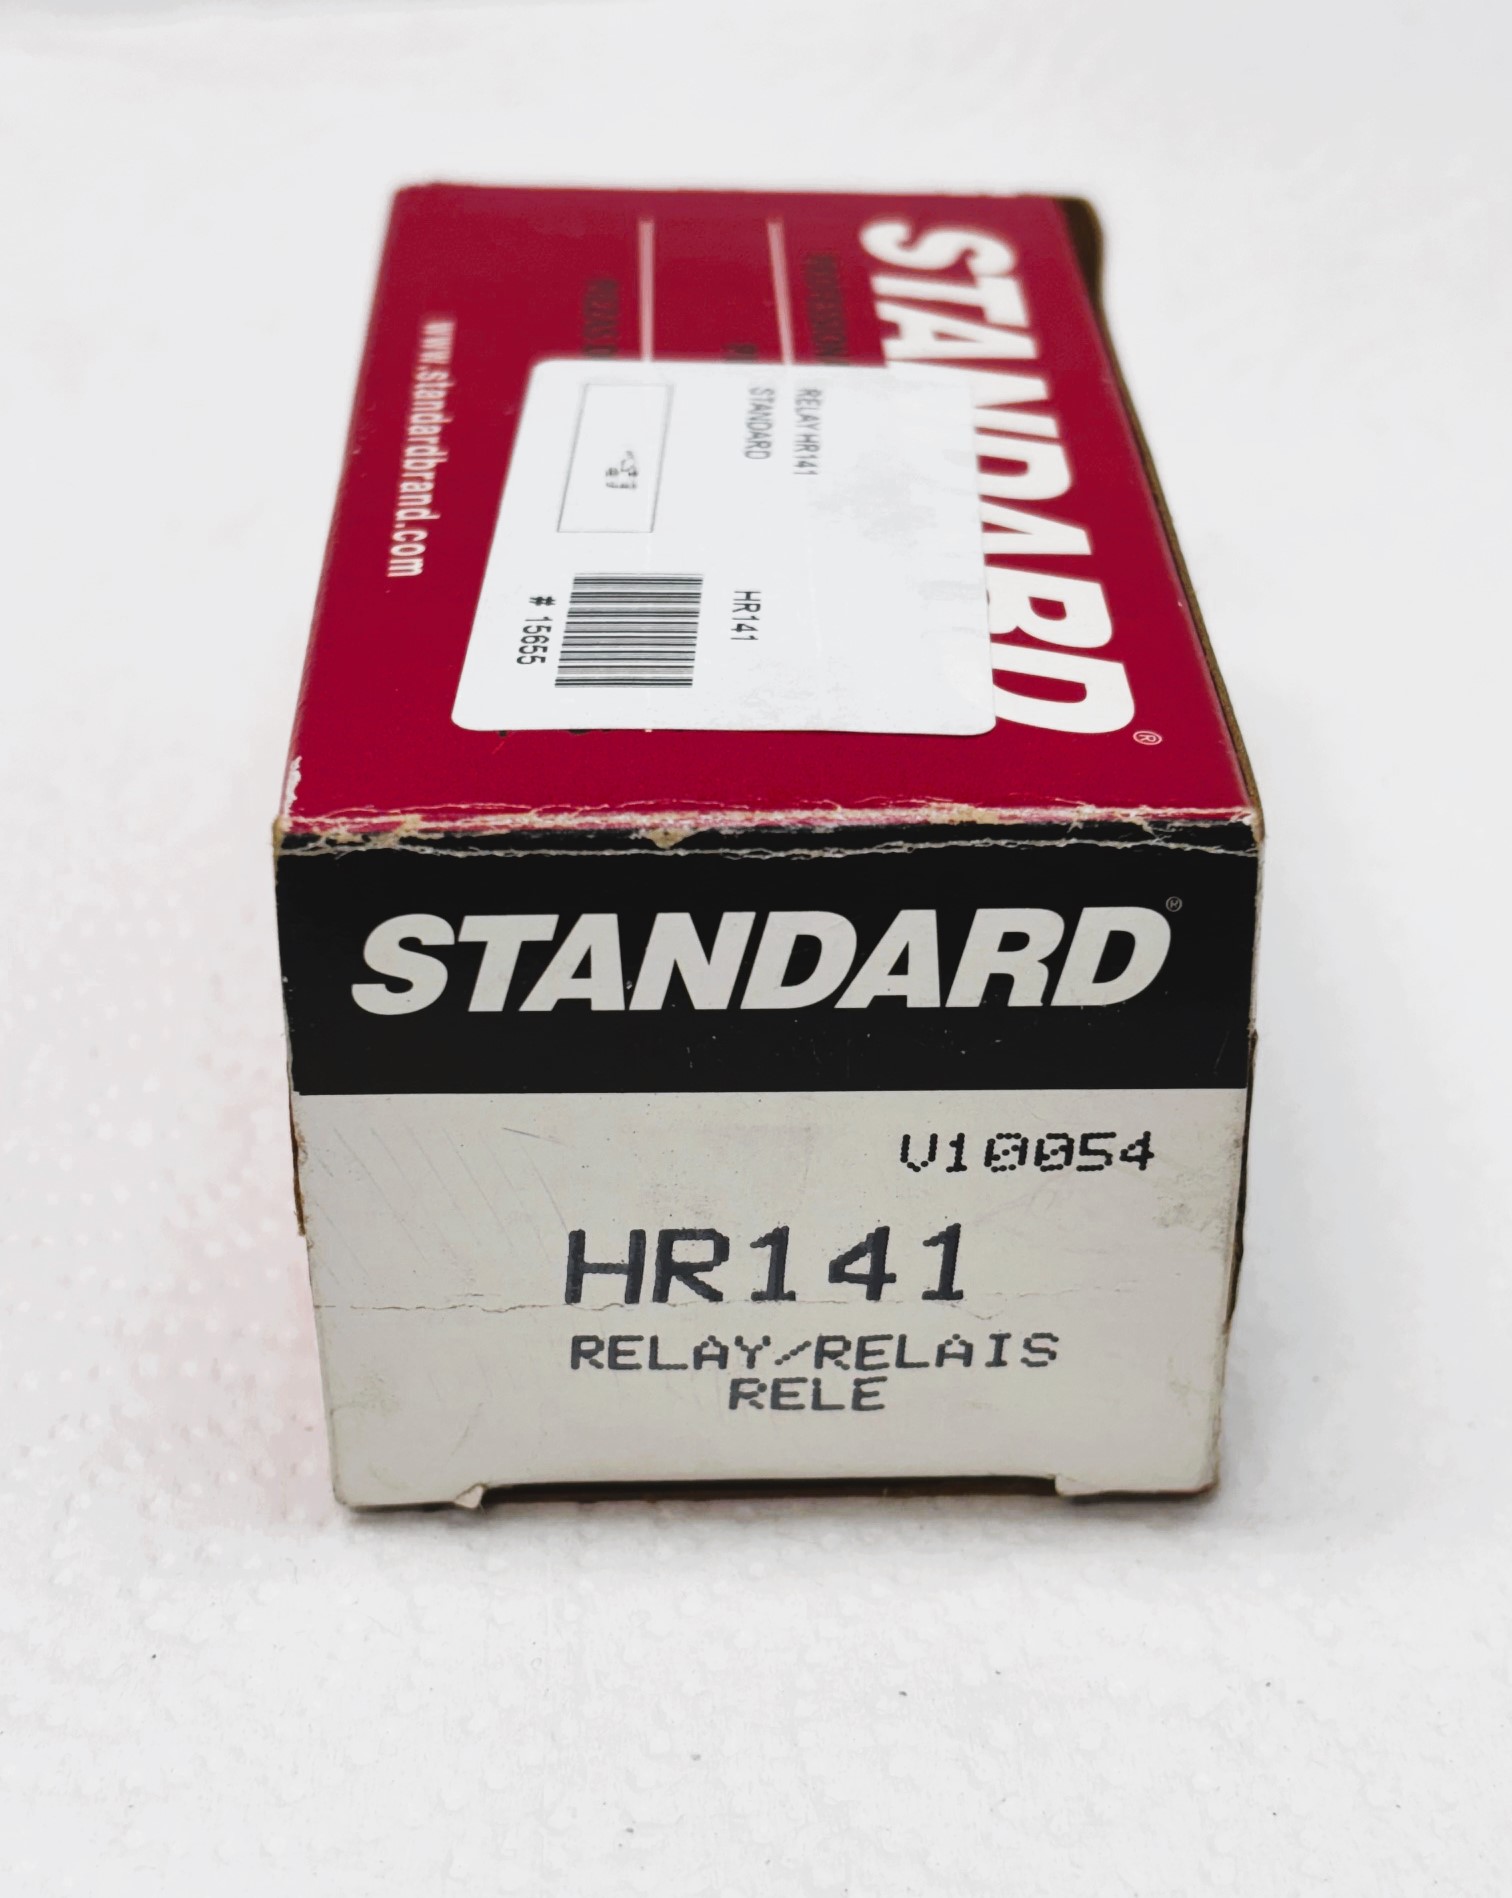 STANDARD®
www.standardbrand.com
RELAY HR141
STANDARD
HR141
# 15655
STANDARD®
V10054
HR141
RELAY/RELAIS
RELE